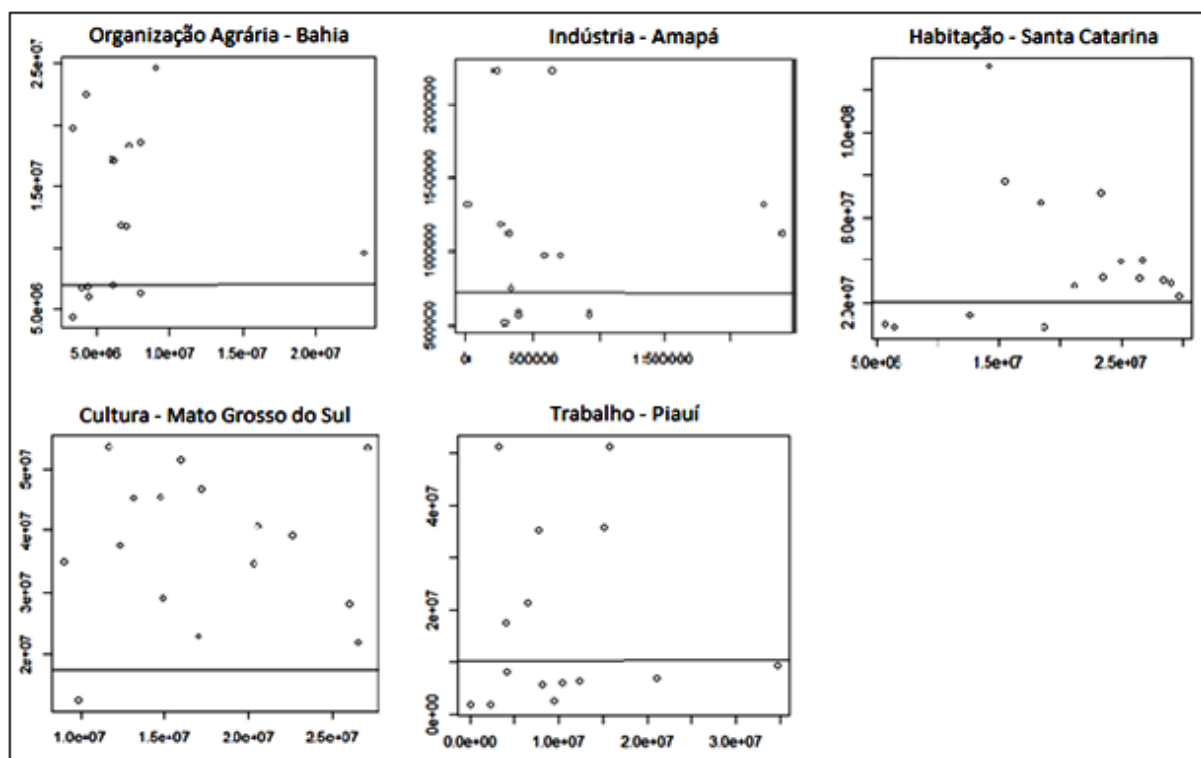 Organização Agrária - Bahia
2.5e+07
1.5e+07
5.0e+06
5.0e+06 1.0e+07 1.5e+07 2.0e+07
Indústria - Amapá
2000000
1500000
1000000
500000
0 500000 1500000
Habitação - Santa Catarina
1.0e+08
6.0e+07
2.0e+07
5.0e+06 1.5e+07 2.5e+07
Cultura - Mato Grosso do Sul
5e+07
4e+07
3e+07
2e+07
1.0e+07 1.5e+07 2.0e+07 2.5e+07
Trabalho - Piauí
4e+07
2e+07
0e+00
0.0e+00 1.0e+07 2.0e+07 3.0e+07